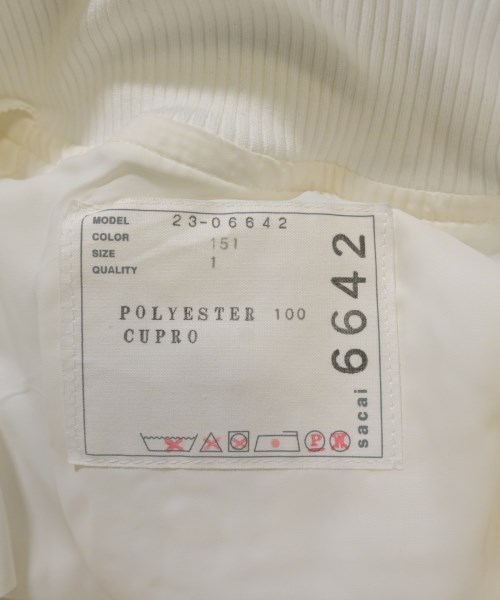 MODEL 23-06642
COLOR 151
SIZE 1
QUALITY
POLYESTER 100
CUPRO
sacai 6642
P
W